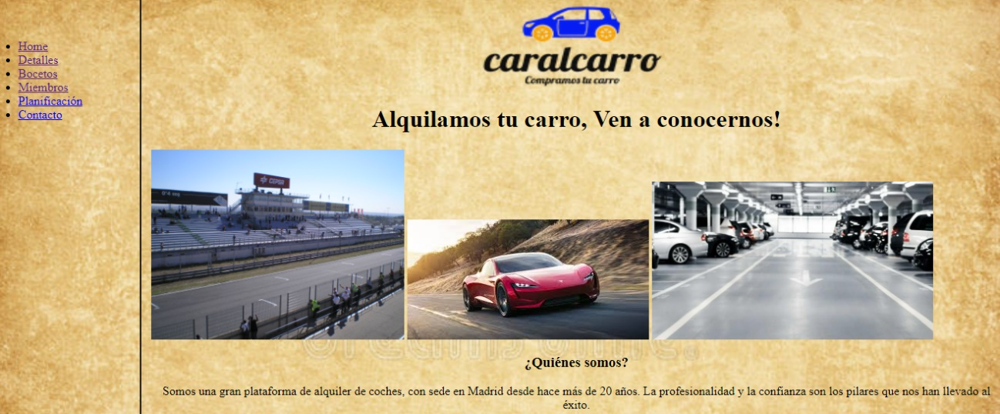 Home
Detalles
Bocetos
Miembros
Planificación
Contacto
caralcarro
Compramos tu carro
Alquilamos tu carro, Ven a conocernos!
CEPSA
¿Quiénes somos?
Somos una gran plataforma de alquiler de coches, con sede en Madrid desde hace más de 20 años. La profesionalidad y la confianza son los pilares que nos han llevado al
éxito.